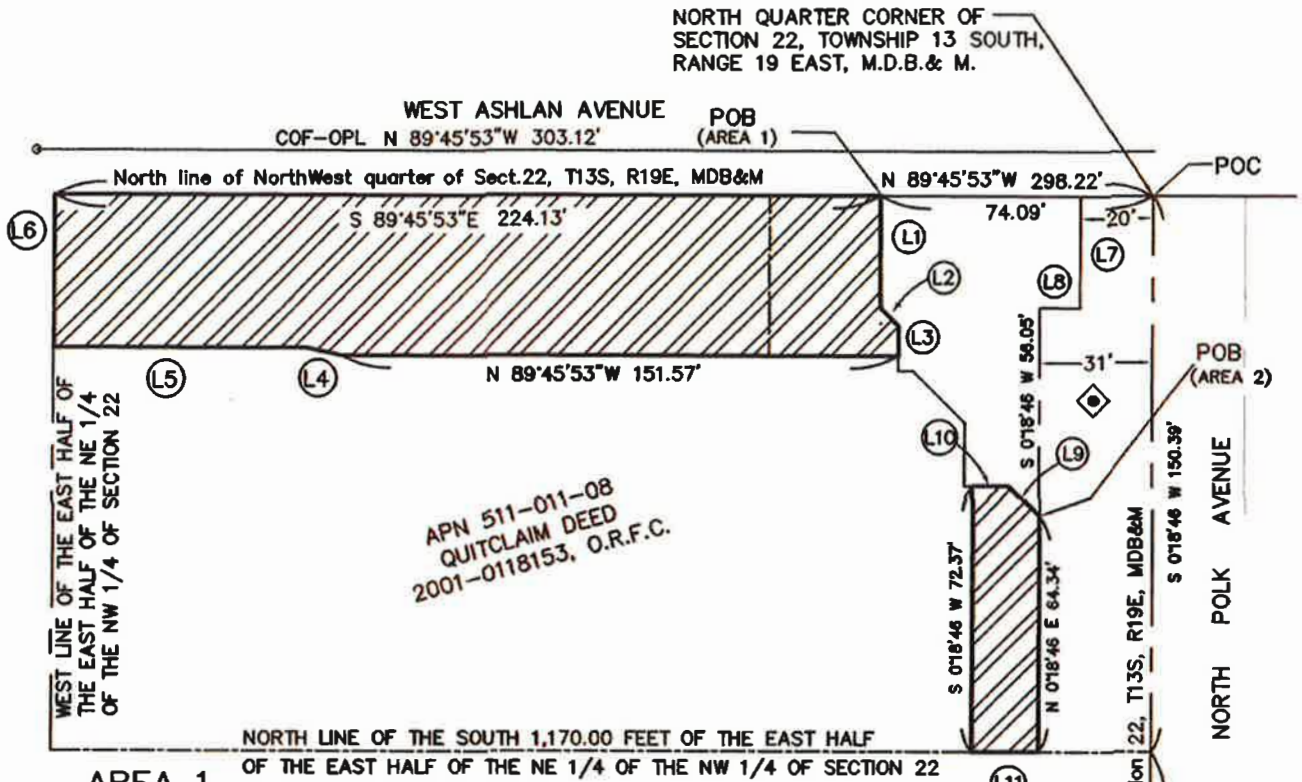 NORTH QUARTER CORNER OF
SECTION 22, TOWNSHIP 13 SOUTH,
RANGE 19 EAST, M.D.B.& M.
WEST ASHLAN AVENUE
POB
(AREA 1)
COF-OPL N 89°45'53"W 303.12'
POC
North line of NorthWest quarter of Sect.22, T13S, R19E, MDB&M
N 89°45'53"W 298.22'
S 89°45'53"E 224.13'
74.09'
20'
L6
L1
L7
L2
L8
L3
L5
L4
N 89°45'53"W 151.57'
S 0°18'46 W 56.05'
31'
POB
(AREA 2)
WEST LINE OF THE EAST HALF OF
THE EAST HALF OF THE NE 1/4
OF THE NW 1/4 OF SECTION 22
L10
L9
S 0°18'46 W 150.39'
APN 511-011-08
QUITCLAIM DEED
2001-0118153, O.R.F.C.
S 0°18'46 W 72.37'
N 0°18'46 E 64.34'
22, T13S, R19E, MDB&M
NORTH POLK AVENUE
NORTH LINE OF THE SOUTH 1,170.00 FEET OF THE EAST HALF
OF THE EAST HALF OF THE NE 1/4 OF THE NW 1/4 OF SECTION 22
AREA 1
L11